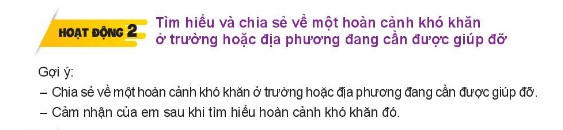 HOẠT ĐỘNG 2
Tìm hiểu và chia sẻ về một hoàn cảnh khó khăn
ở trường hoặc địa phương đang cần được giúp đỡ
Gợi ý:
– Chia sẻ về một hoàn cảnh khó khăn ở trường hoặc địa phương đang cần được giúp đỡ.
– Cảm nhận của em sau khi tìm hiểu hoàn cảnh khó khăn đó.